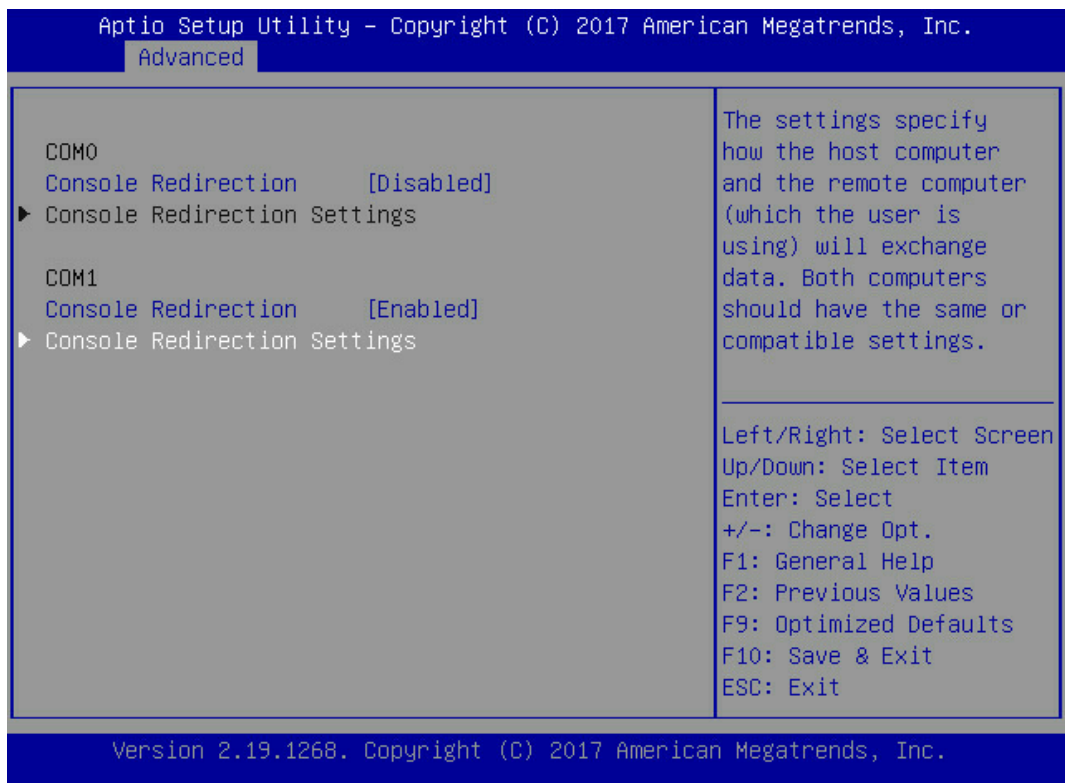 Aptio Setup Utility – Copyright (C) 2017 American Megatrends, Inc.
Advanced
COM0
Console Redirection [Disabled]
Console Redirection Settings
COM1
Console Redirection [Enabled]
Console Redirection Settings
The settings specify
how the host computer
and the remote computer
(which the user is
using) will exchange
data. Both computers
should have the same or
compatible settings.
Left/Right: Select Screen
Up/Down: Select Item
Enter: Select
+/-: Change Opt.
F1: General Help
F2: Previous Values
F9: Optimized Defaults
F10: Save & Exit
ESC: Exit
Version 2.19.1268. Copyright (C) 2017 American Megatrends, Inc.